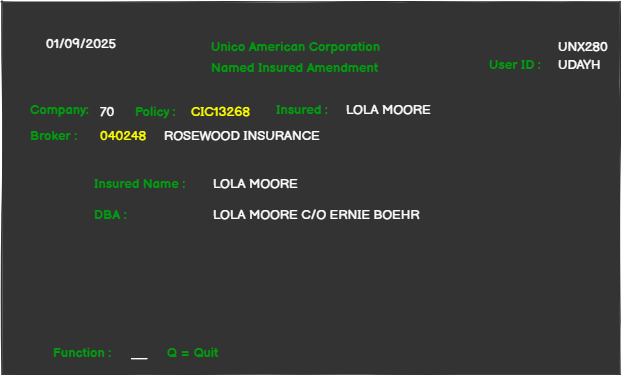 01/09/2025 Unico American Corporation UNX280
Named Insured Amendment User ID : UDAYH
Company: 70 Policy : CIC13268 Insured : LOLA MOORE
Broker : 040248 ROSEWOOD INSURANCE
Insured Name : LOLA MOORE
DBA : LOLA MOORE C/O ERNIE BOEHR
Function : __ Q = Quit